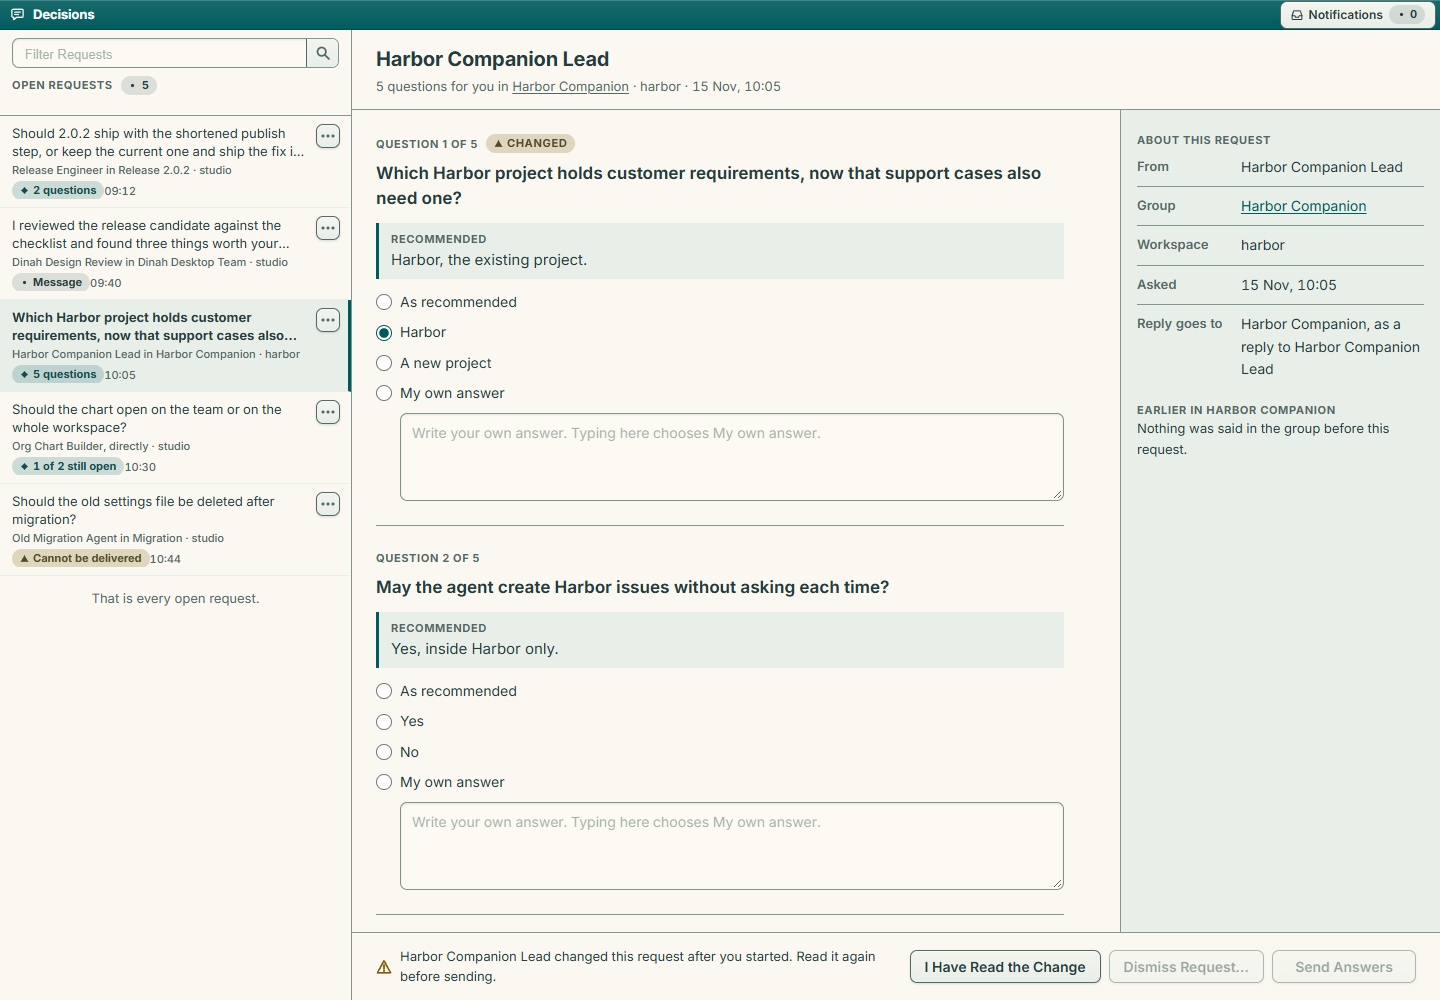 Decisions
Notifications • 0
Filter Requests
OPEN REQUESTS • 5
Should 2.0.2 ship with the shortened publish
step, or keep the current one and ship the fix i...
Release Engineer in Release 2.0.2 · studio
2 questions 09:12
I reviewed the release candidate against the
checklist and found three things worth your...
Dinah Design Review in Dinah Desktop Team · studio
• Message 09:40
Which Harbor project holds customer
requirements, now that support cases also...
Harbor Companion Lead in Harbor Companion · harbor
5 questions 10:05
Should the chart open on the team or on the
whole workspace?
Org Chart Builder, directly · studio
1 of 2 still open 10:30
Should the old settings file be deleted after
migration?
Old Migration Agent in Migration · studio
Cannot be delivered 10:44
That is every open request.
Harbor Companion Lead
5 questions for you in Harbor Companion · harbor · 15 Nov, 10:05
QUESTION 1 OF 5 CHANGED
Which Harbor project holds customer requirements, now that support cases also
need one?
RECOMMENDED
Harbor, the existing project.
As recommended
Harbor
A new project
My own answer
Write your own answer. Typing here chooses My own answer.
QUESTION 2 OF 5
May the agent create Harbor issues without asking each time?
RECOMMENDED
Yes, inside Harbor only.
As recommended
Yes
No
My own answer
Write your own answer. Typing here chooses My own answer.
Harbor Companion Lead changed this request after you started. Read it again
before sending.
I Have Read the Change
Dismiss Request...
Send Answers
ABOUT THIS REQUEST
From Harbor Companion Lead
Group Harbor Companion
Workspace harbor
Asked 15 Nov, 10:05
Reply goes to Harbor Companion, as a
reply to Harbor Companion
Lead
EARLIER IN HARBOR COMPANION
Nothing was said in the group before this
request.